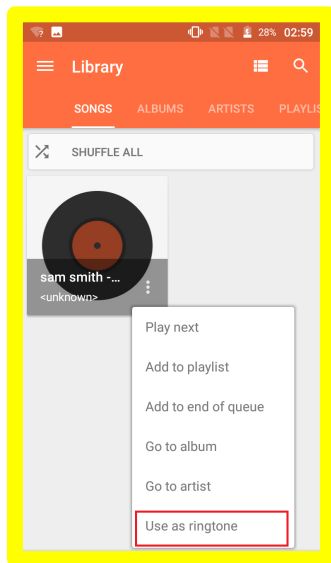 28% 02:59
Library
SONGS ALBUMS ARTISTS PLAYLIS
SHUFFLE ALL
sam smith -...
<unknown>
Play next
Add to playlist
Add to end of queue
Go to album
Go to artist
Use as ringtone